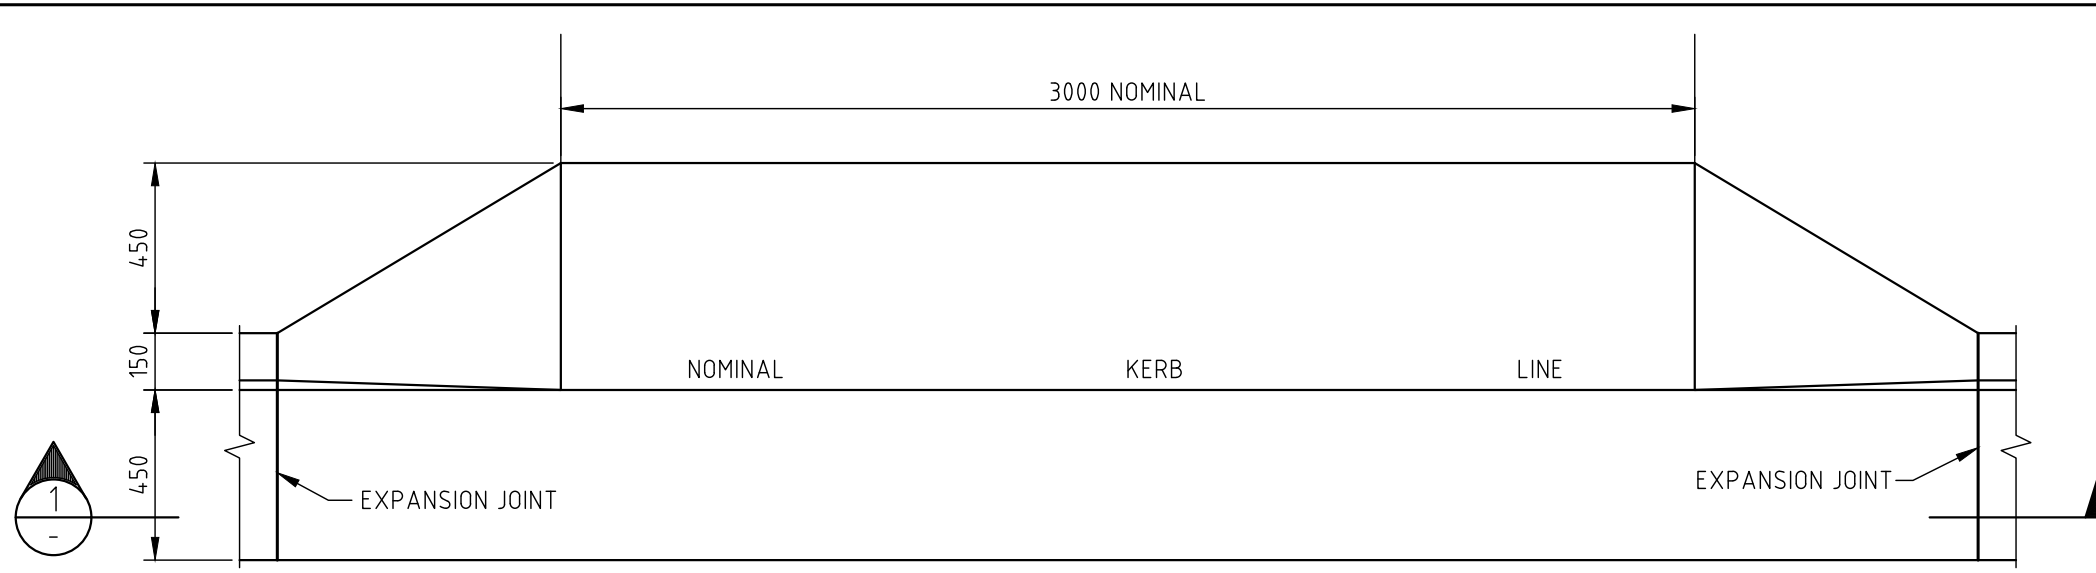 3000 NOMINAL
450
150
NOMINAL KERB LINE
450
1
-
EXPANSION JOINT
EXPANSION JOINT